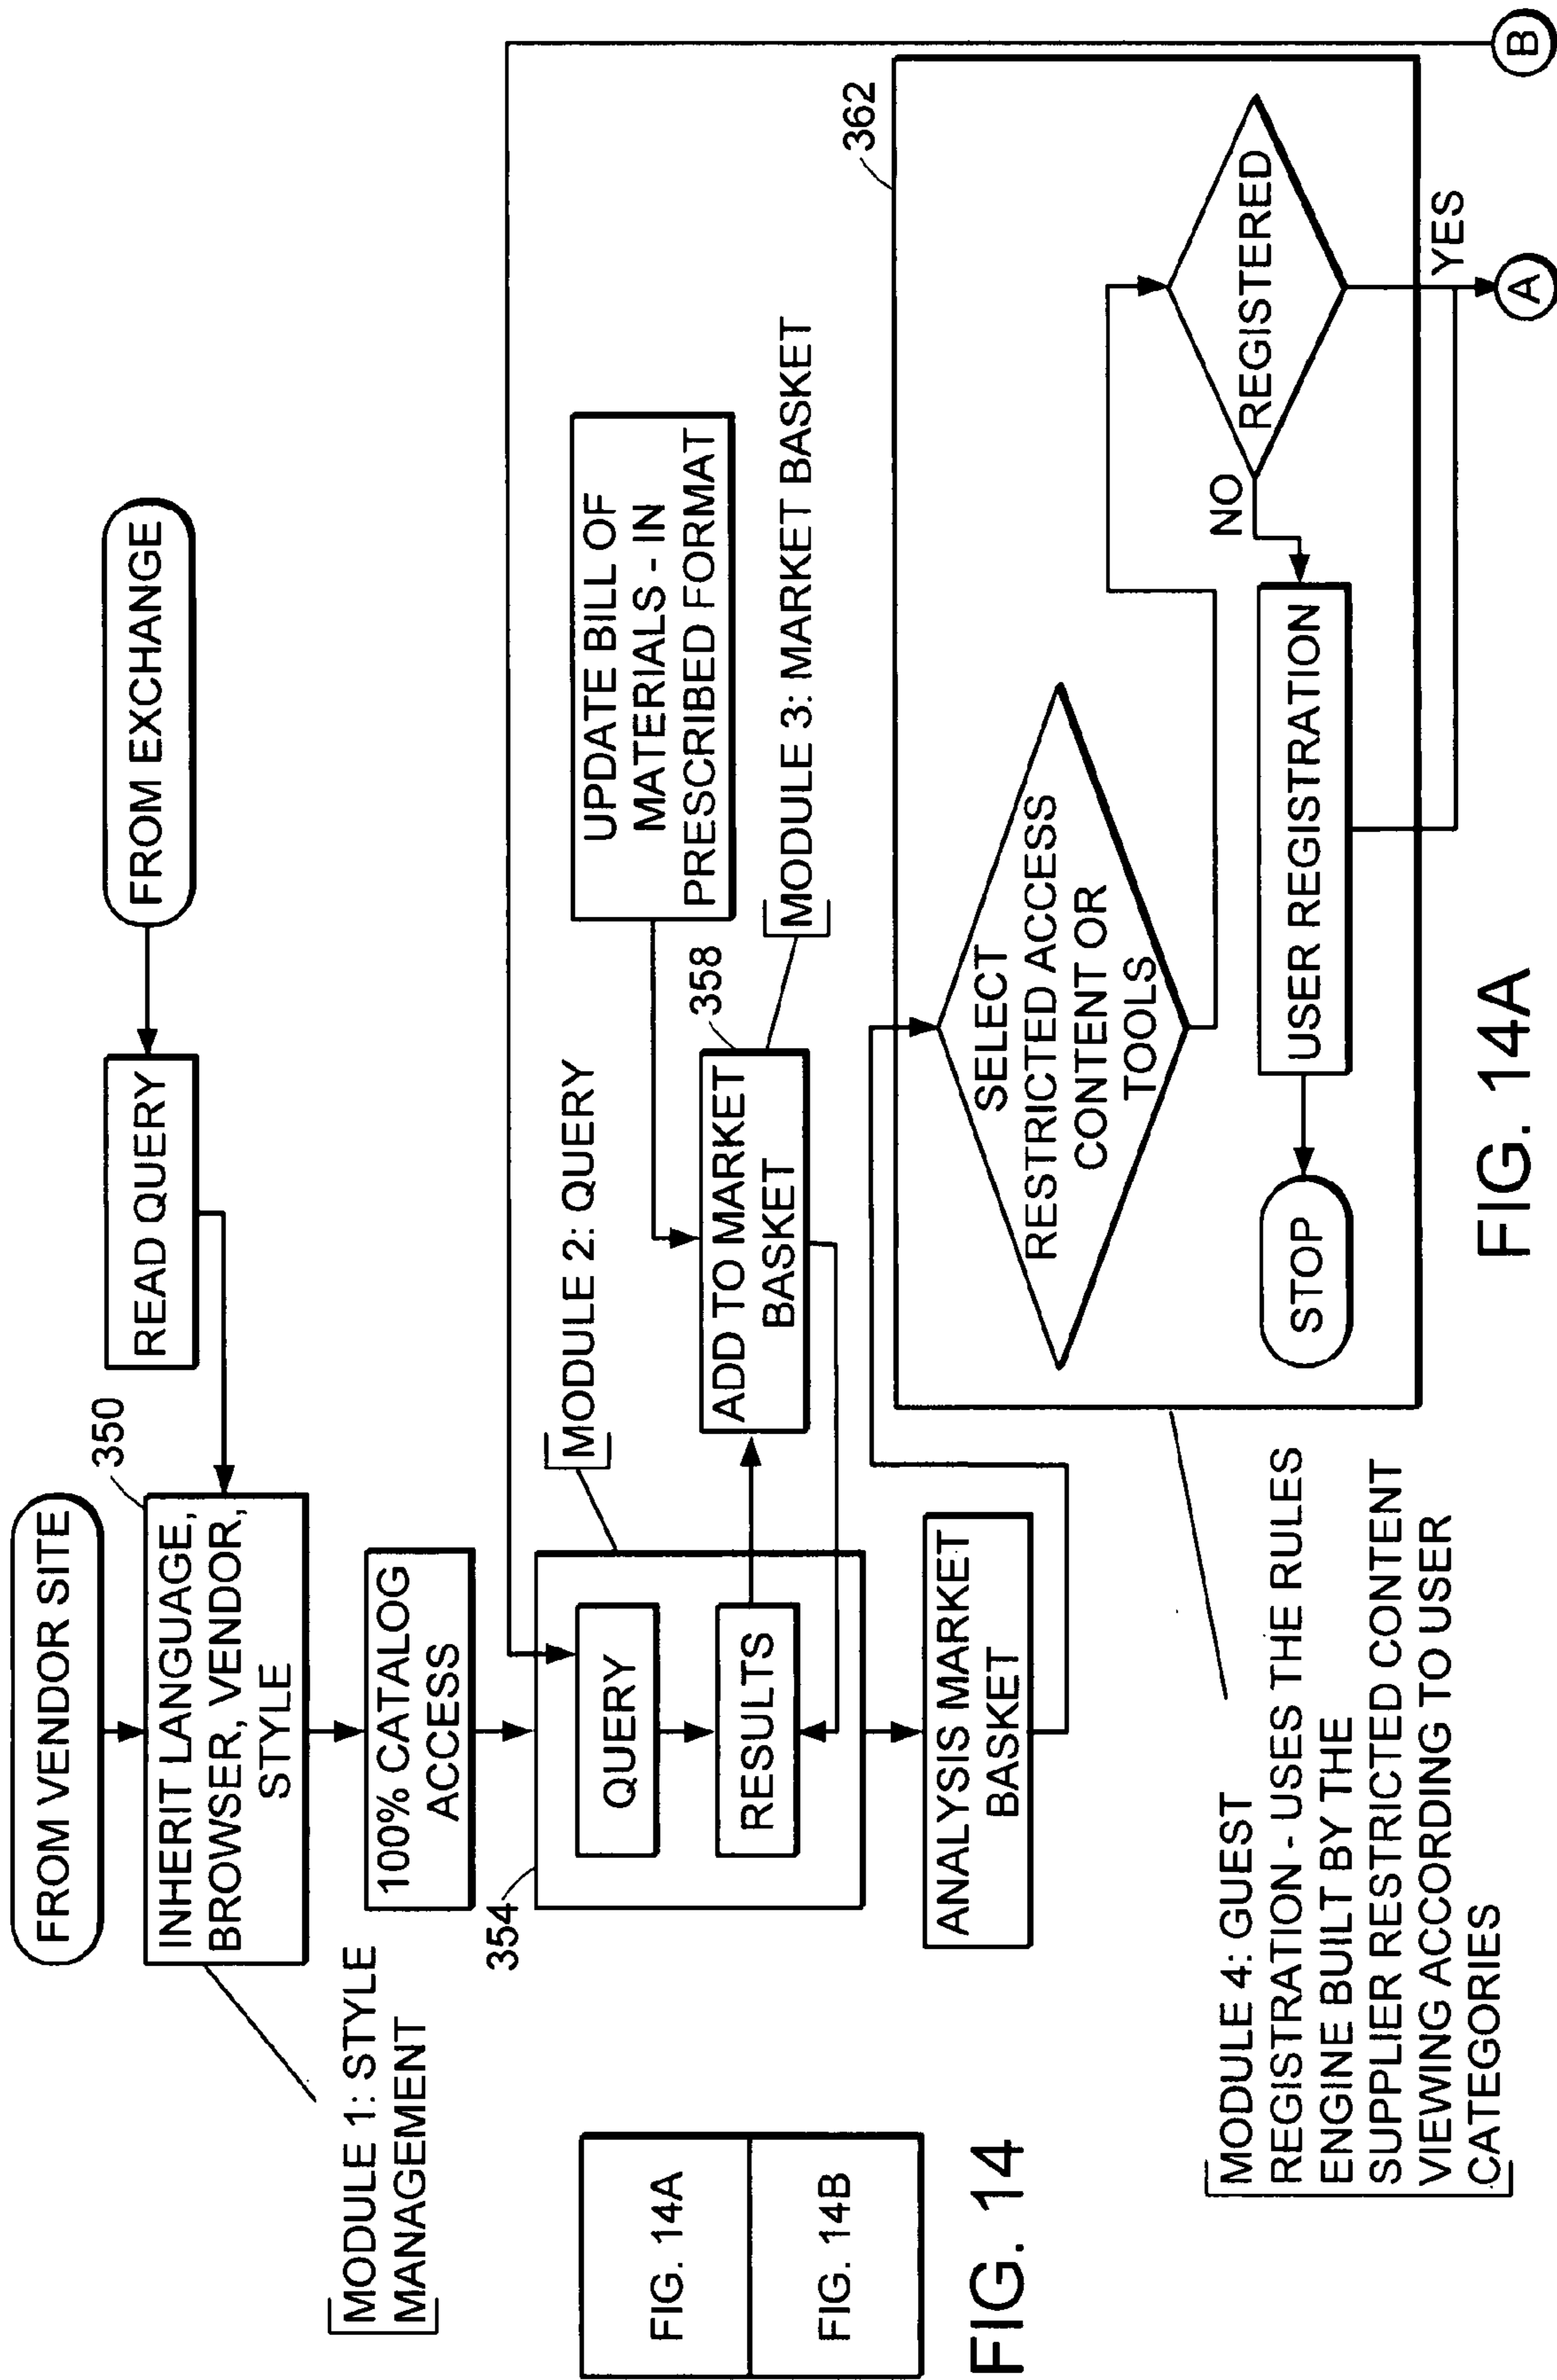 FROM VENDOR SITE
FROM EXCHANGE
350
READ QUERY
INHERIT LANGUAGE,
BROWSER, VENDOR,
STYLE
MODULE 1: STYLE
MANAGEMENT
100% CATALOG
ACCESS
354
MODULE 2: QUERY
QUERY
RESULTS
UPDATE BILL OF
MATERIALS - IN
PRESCRIBED FORMAT
358
ADD TO MARKET
BASKET
MODULE 3: MARKET BASKET
ANALYSIS MARKET
BASKET
362
SELECT
RESTRICTED ACCESS
CONTENT OR
TOOLS
REGISTERED
NO
YES
USER REGISTRATION
STOP
A
B
MODULE 4: GUEST
REGISTRATION - USES THE RULES
ENGINE BUILT BY THE
SUPPLIER RESTRICTED CONTENT
VIEWING ACCORDING TO USER
CATEGORIES
FIG. 14A
FIG. 14B
FIG. 14
FIG. 14A